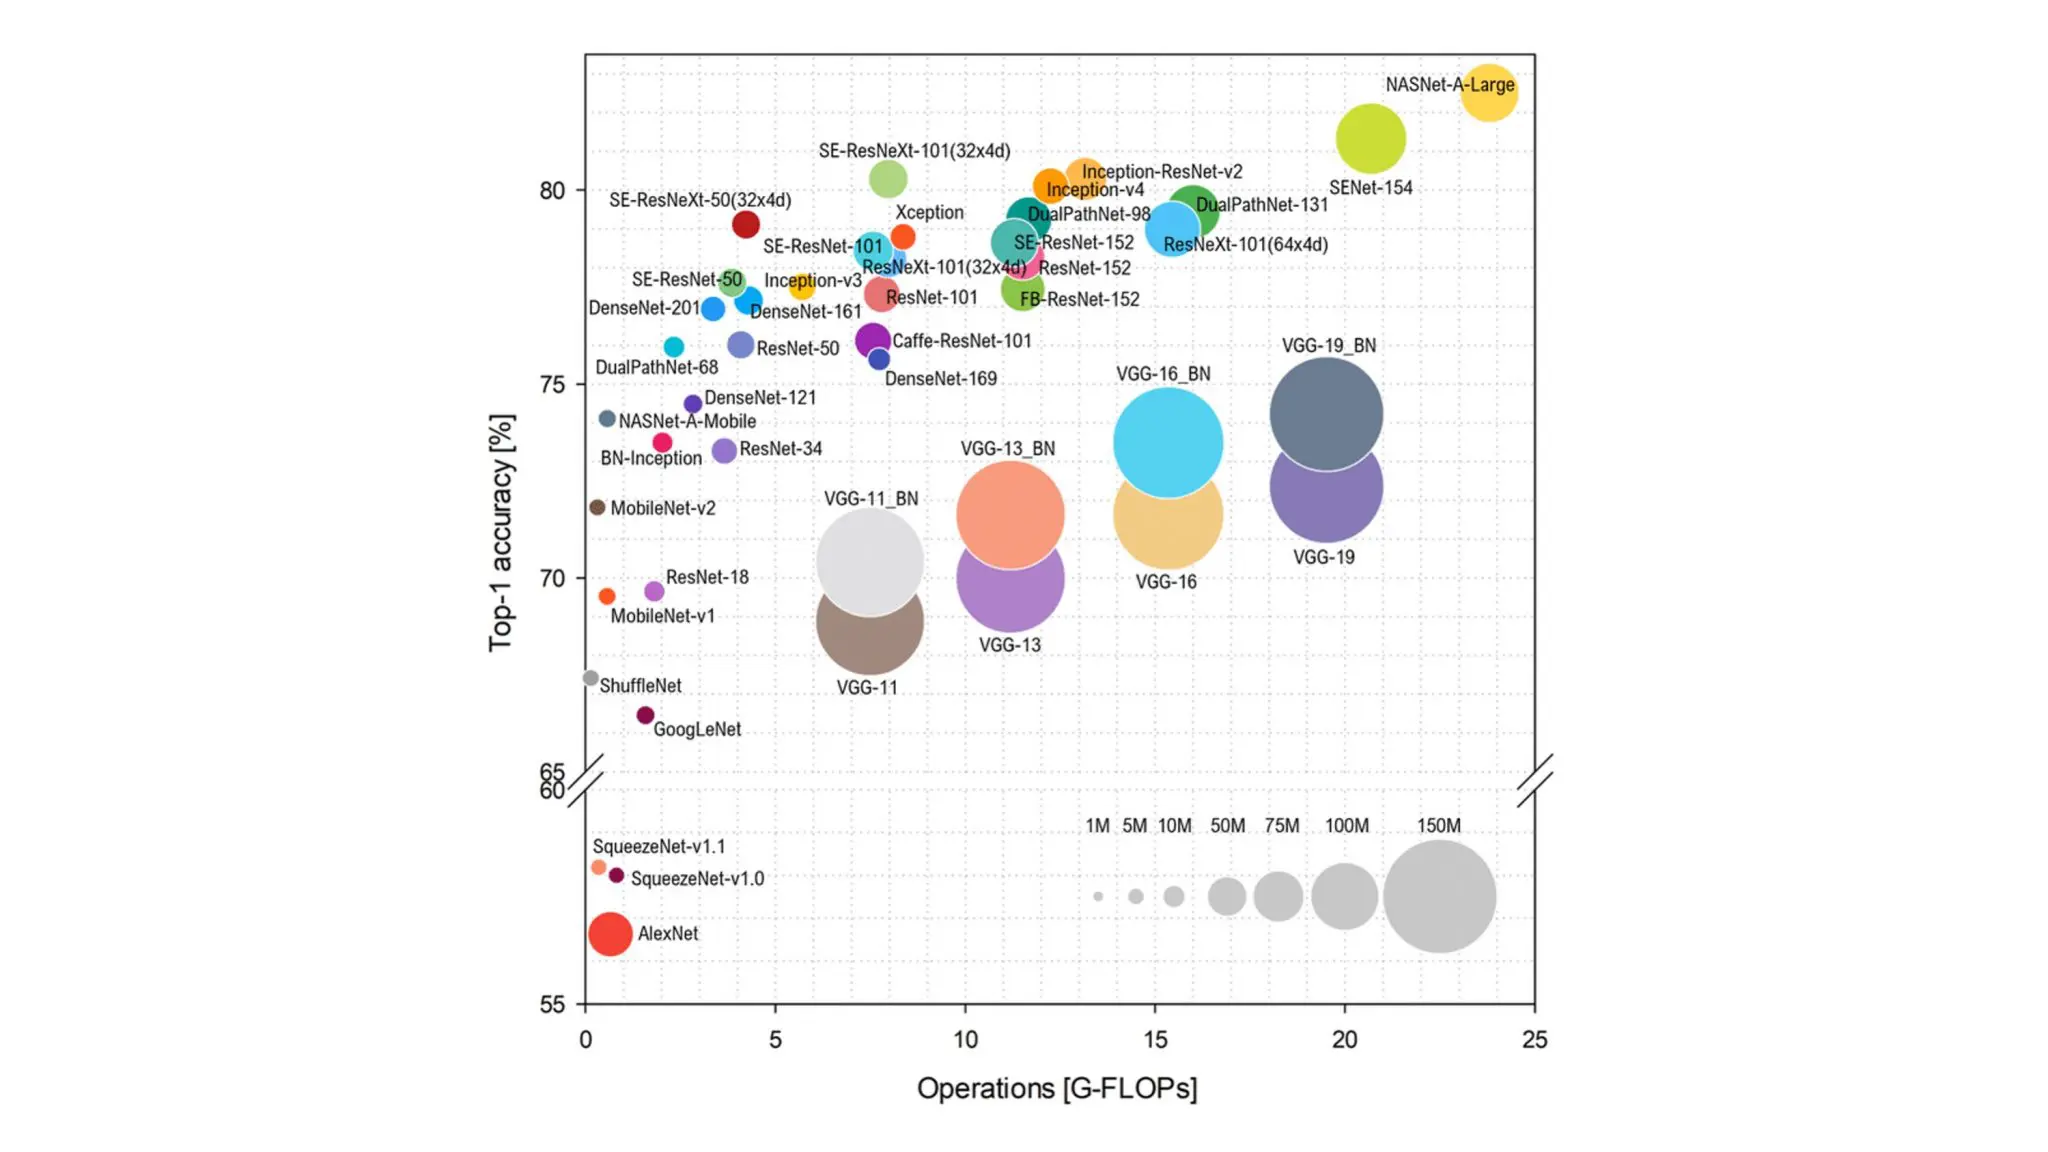 NASNet-A-Large
SE-ResNeXt-101(32x4d)
Inception-ResNet-v2
80
Inception-v4
SENet-154
SE-ResNeXt-50(32x4d)
Xception
DualPathNet-98
DualPathNet-131
SE-ResNet-101
SE-ResNet-152
ResNeXt-101(64x4d)
ResNeXt-101(32x4d)
ResNet-152
SE-ResNet-50
Inception-v3
ResNet-101
FB-ResNet-152
DenseNet-201
DenseNet-161
Caffe-ResNet-101
VGG-19_BN
ResNet-50
DualPathNet-68
VGG-16_BN
75
DenseNet-169
DenseNet-121
NASNet-A-Mobile
ResNet-34
VGG-13_BN
BN-Inception
VGG-11_BN
MobileNet-v2
VGG-19
70
ResNet-18
VGG-16
MobileNet-v1
VGG-13
ShuffleNet
VGG-11
GoogLeNet
65
60
Top-1 accuracy [%]
1M 5M 10M 50M 75M 100M 150M
SqueezeNet-v1.1
SqueezeNet-v1.0
AlexNet
55
0 5 10 15 20 25
Operations [G-FLOPs]